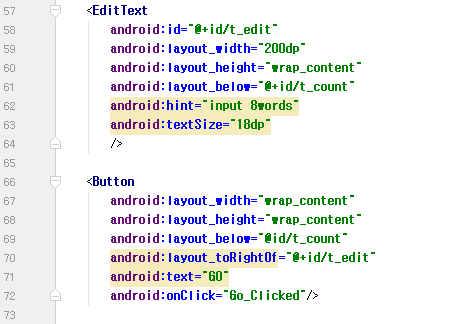 57 <EditText
58 android:id="@+id/t_edit"
59 android:layout_width="200dp"
60 android:layout_height="wrap_content"
61 android:layout_below="@+id/t_count"
62 android:hint="input 8words"
63 android:textSize="18dp"
64 />
65
66 <Button
67 android:layout_width="wrap_content"
68 android:layout_height="wrap_content"
69 android:layout_below="@id/t_count"
70 android:layout_toRightOf="@+id/t_edit"
71 android:text="GO"
72 android:onClick="Go_Clicked"/>
73